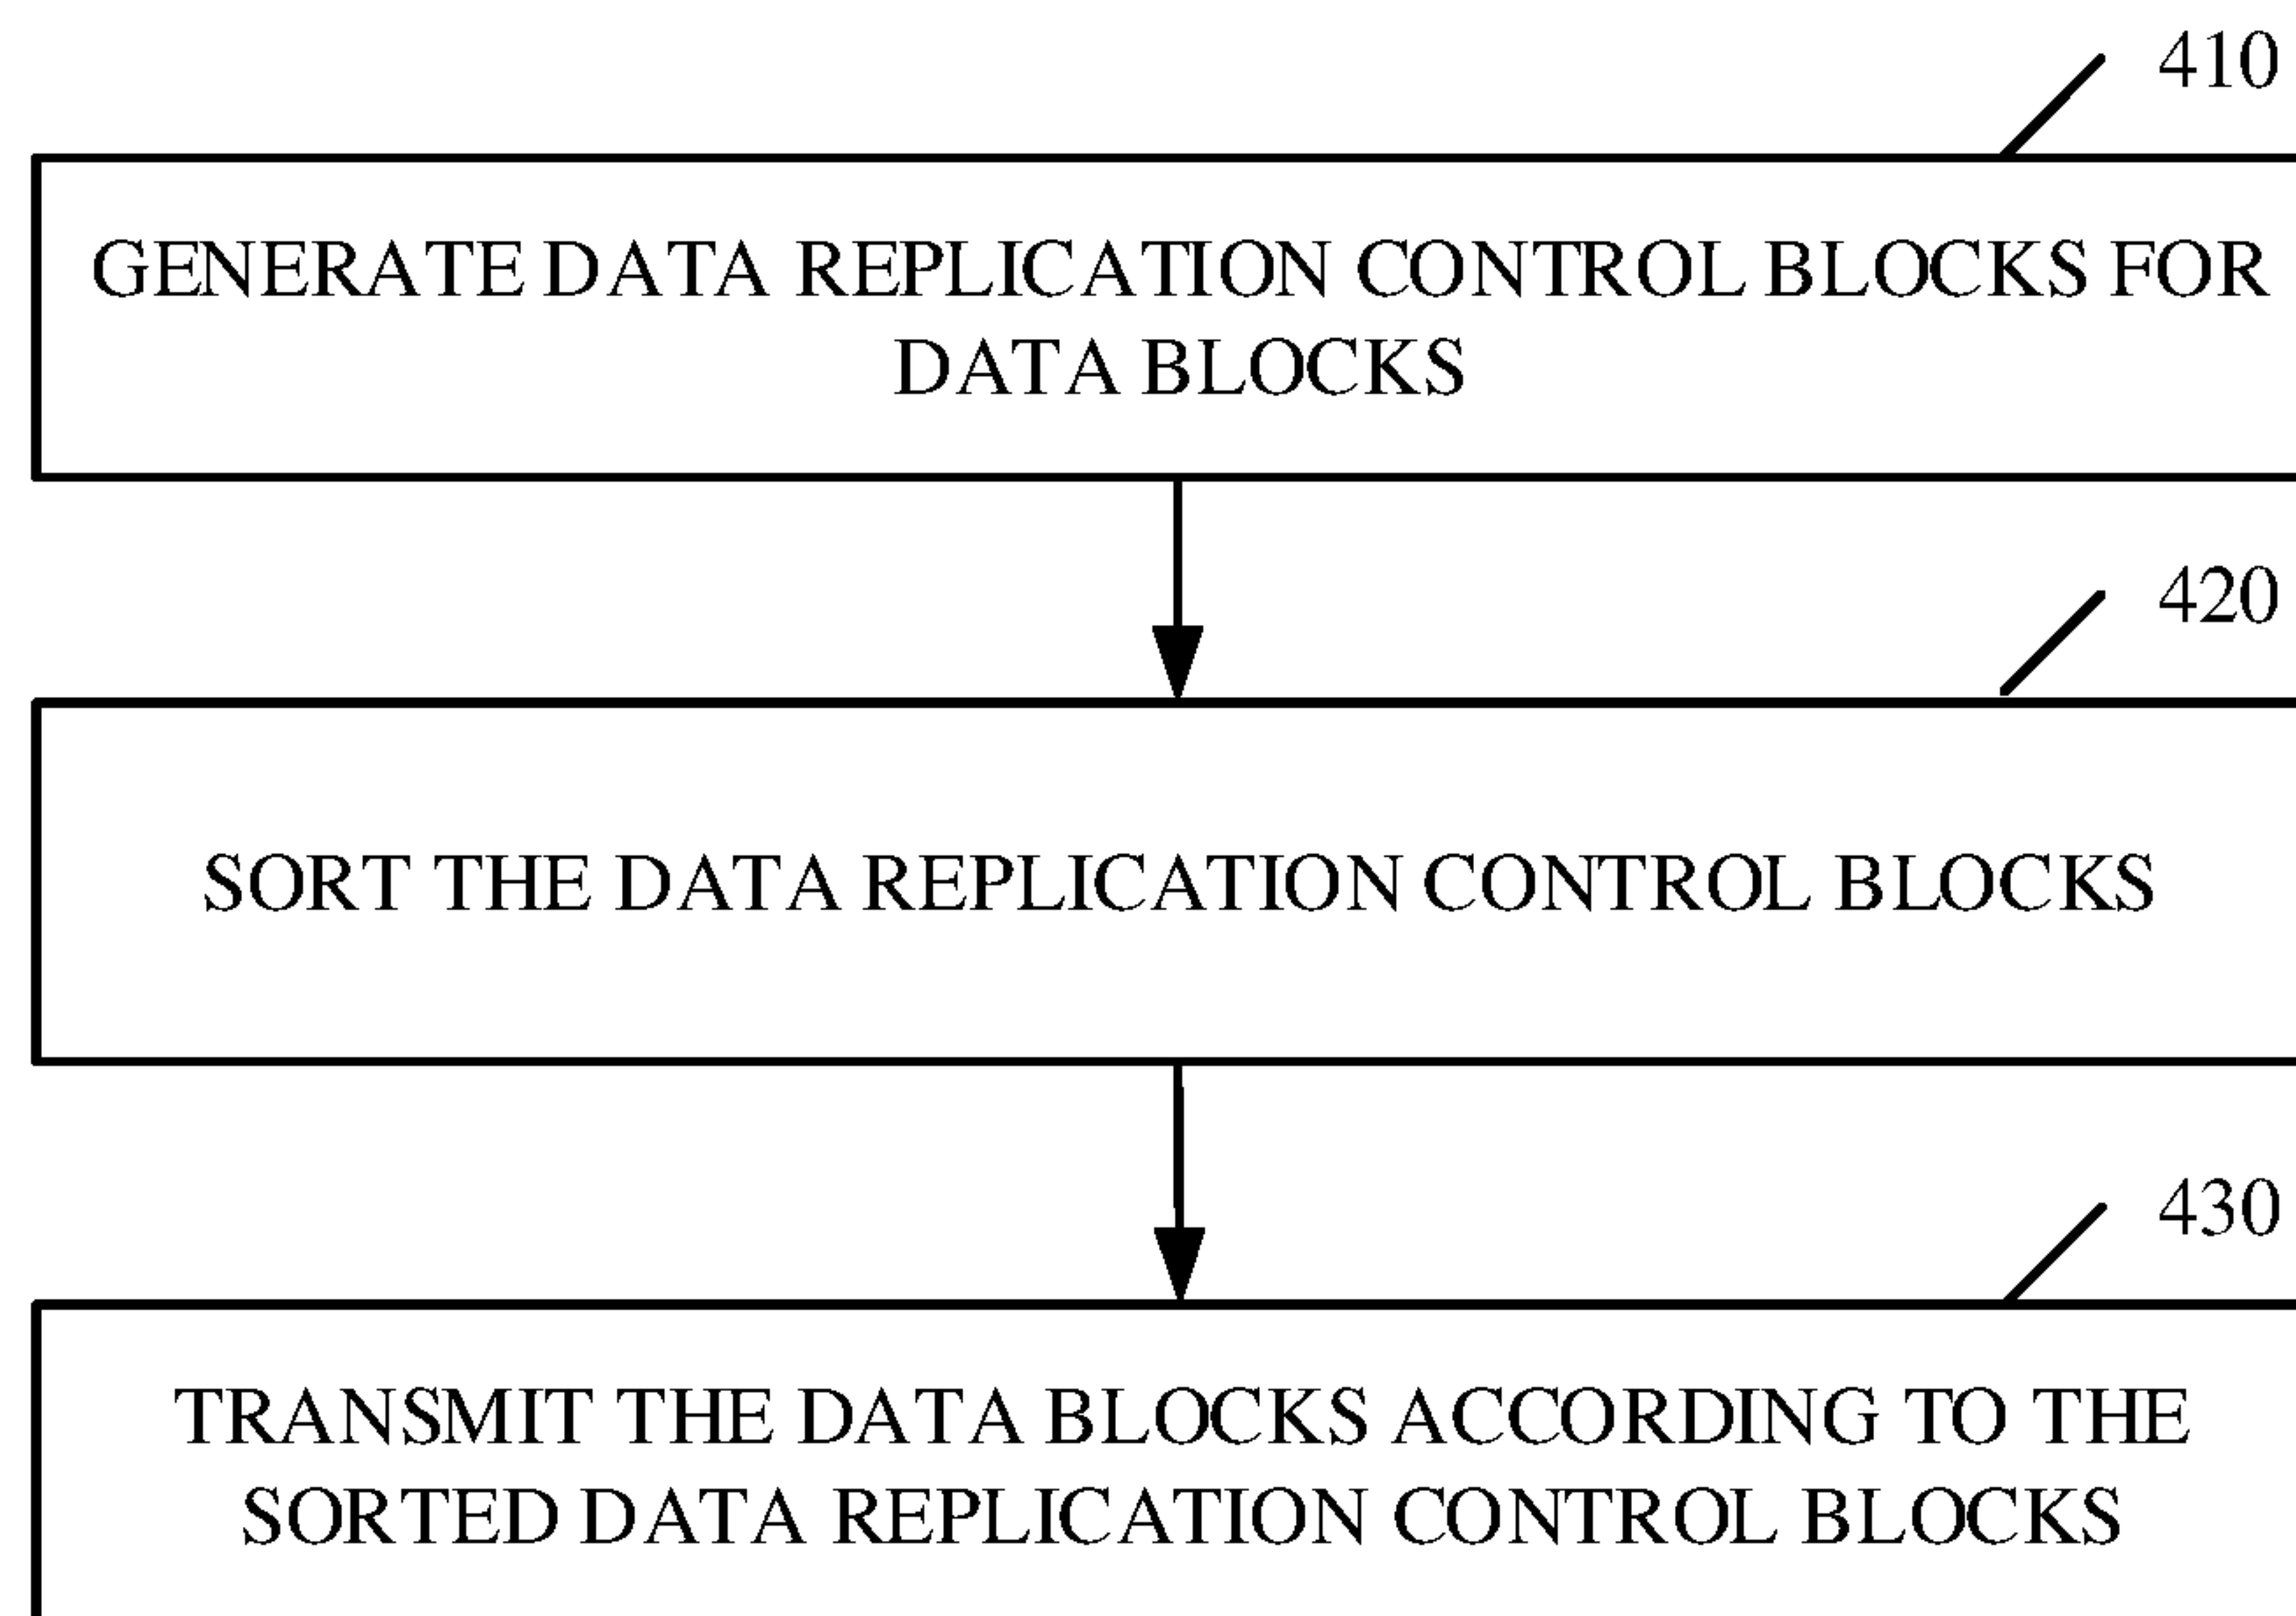 410
GENERATE DATA REPLICATION CONTROL BLOCKS FOR
DATA BLOCKS
420
SORT THE DATA REPLICATION CONTROL BLOCKS
430
TRANSMIT THE DATA BLOCKS ACCORDING TO THE
SORTED DATA REPLICATION CONTROL BLOCKS